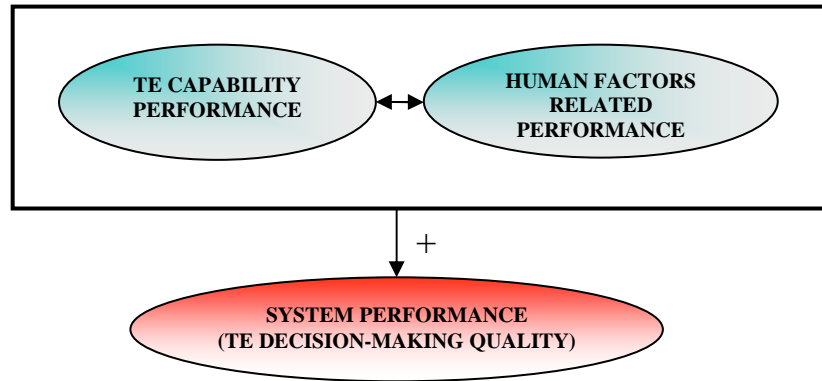 TE CAPABILITY
PERFORMANCE
HUMAN FACTORS
RELATED
PERFORMANCE
+
SYSTEM PERFORMANCE
(TE DECISION-MAKING QUALITY)